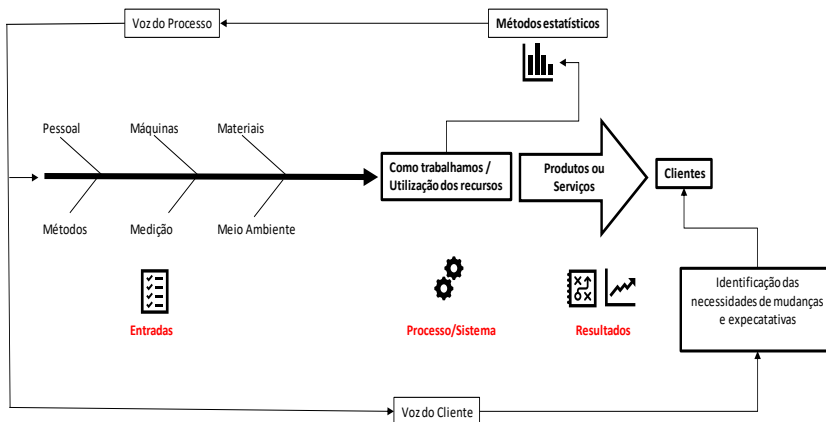 Voz do Processo
Métodos estatísticos
Pessoal
Máquinas
Materiais
Como trabalhamos /
Utilização dos recursos
Produtos ou
Serviços
Clientes
Métodos
Medição
Meio Ambiente
Identificação das
necessidades de mudanças
e expecatativas
Entradas
Processo/Sistema
Resultados
Voz do Cliente